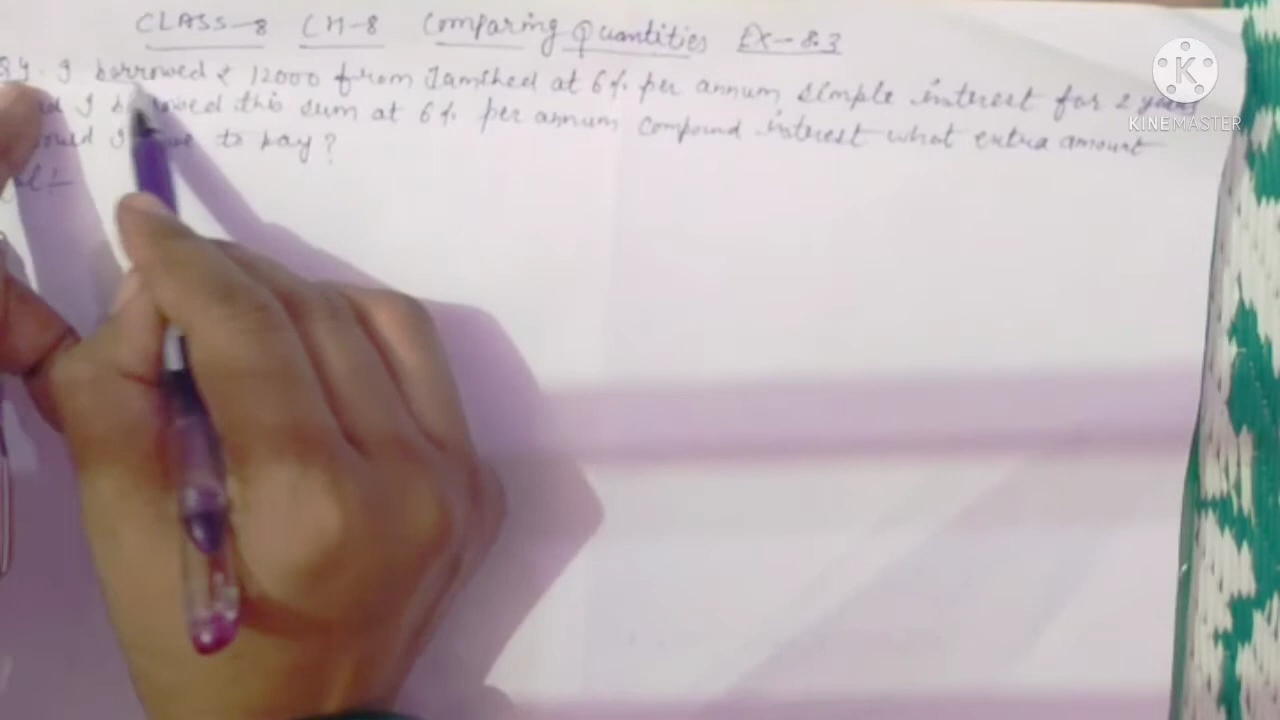 CLASS-8 CH-8 Comparing Quantities EX-8.3
I borrowed ₹ 12000 from Jamshed at 6% per annum simple interest for 2 years
I this sum at 6% per annum compound interest what extra amount
I to pay?
K
KINEMASTER